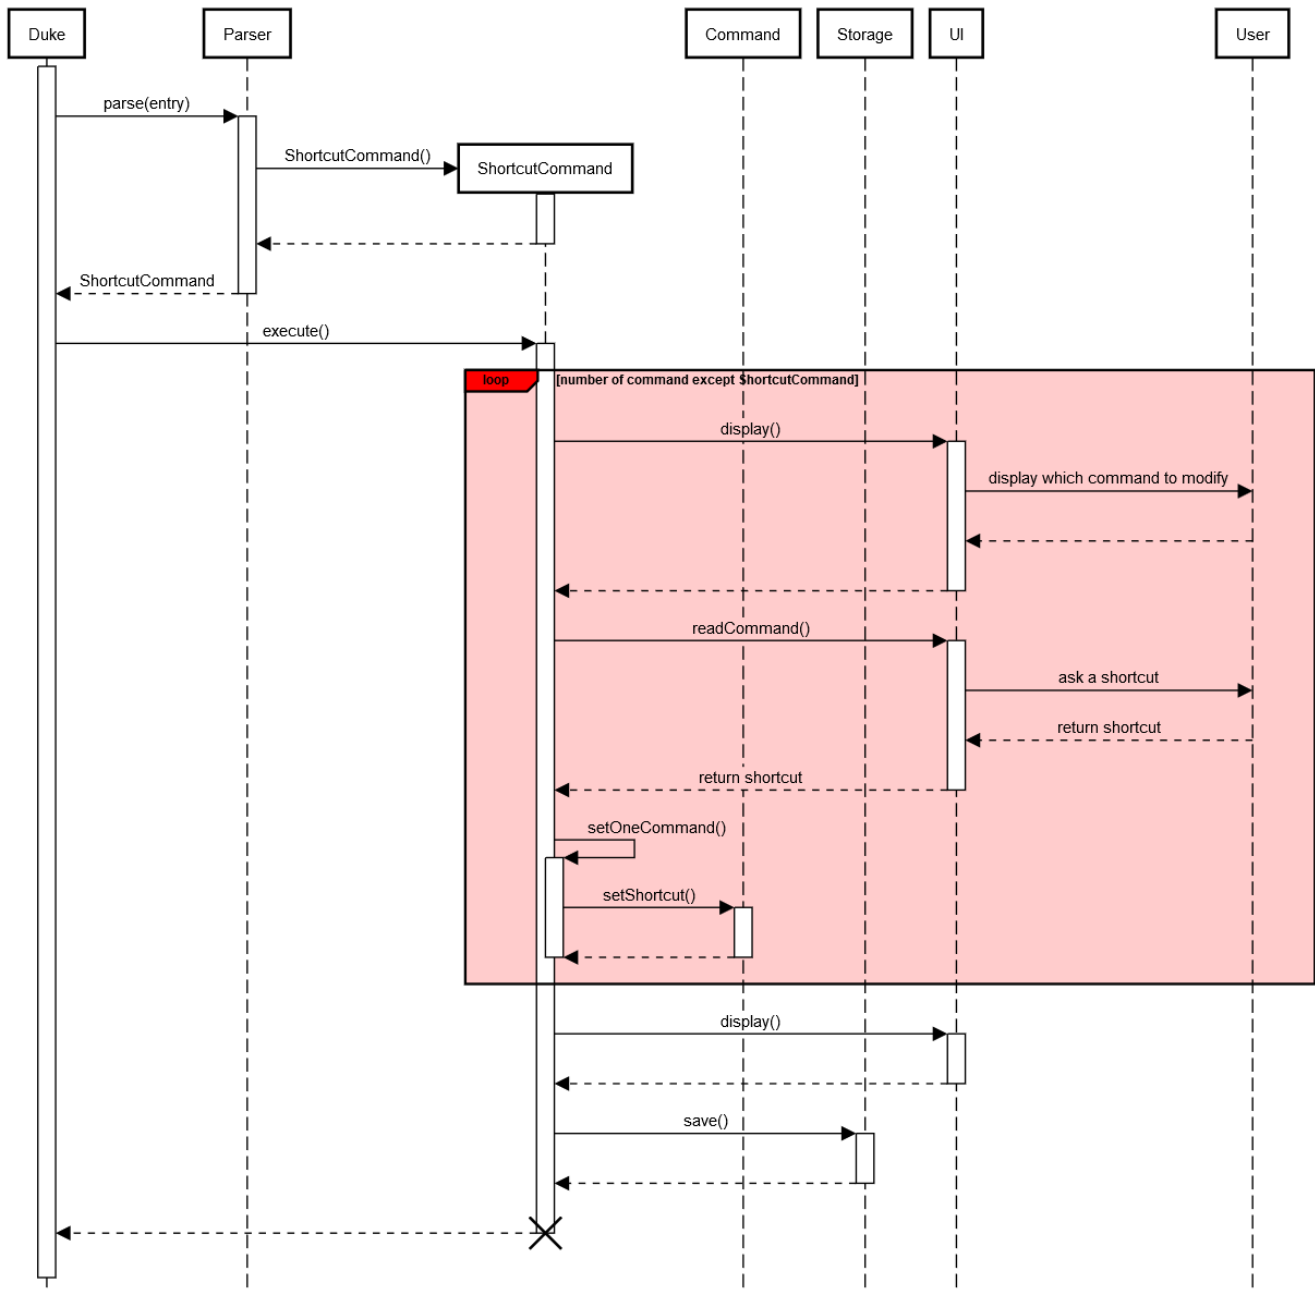 Duke
Parser
Command
Storage
UI
User
parse(entry)
ShortcutCommand()
ShortcutCommand
ShortcutCommand
execute()
loop
[number of command except ShortcutCommand]
display()
display which command to modify
readCommand()
ask a shortcut
return shortcut
return shortcut
setOneCommand()
setShortcut()
display()
save()